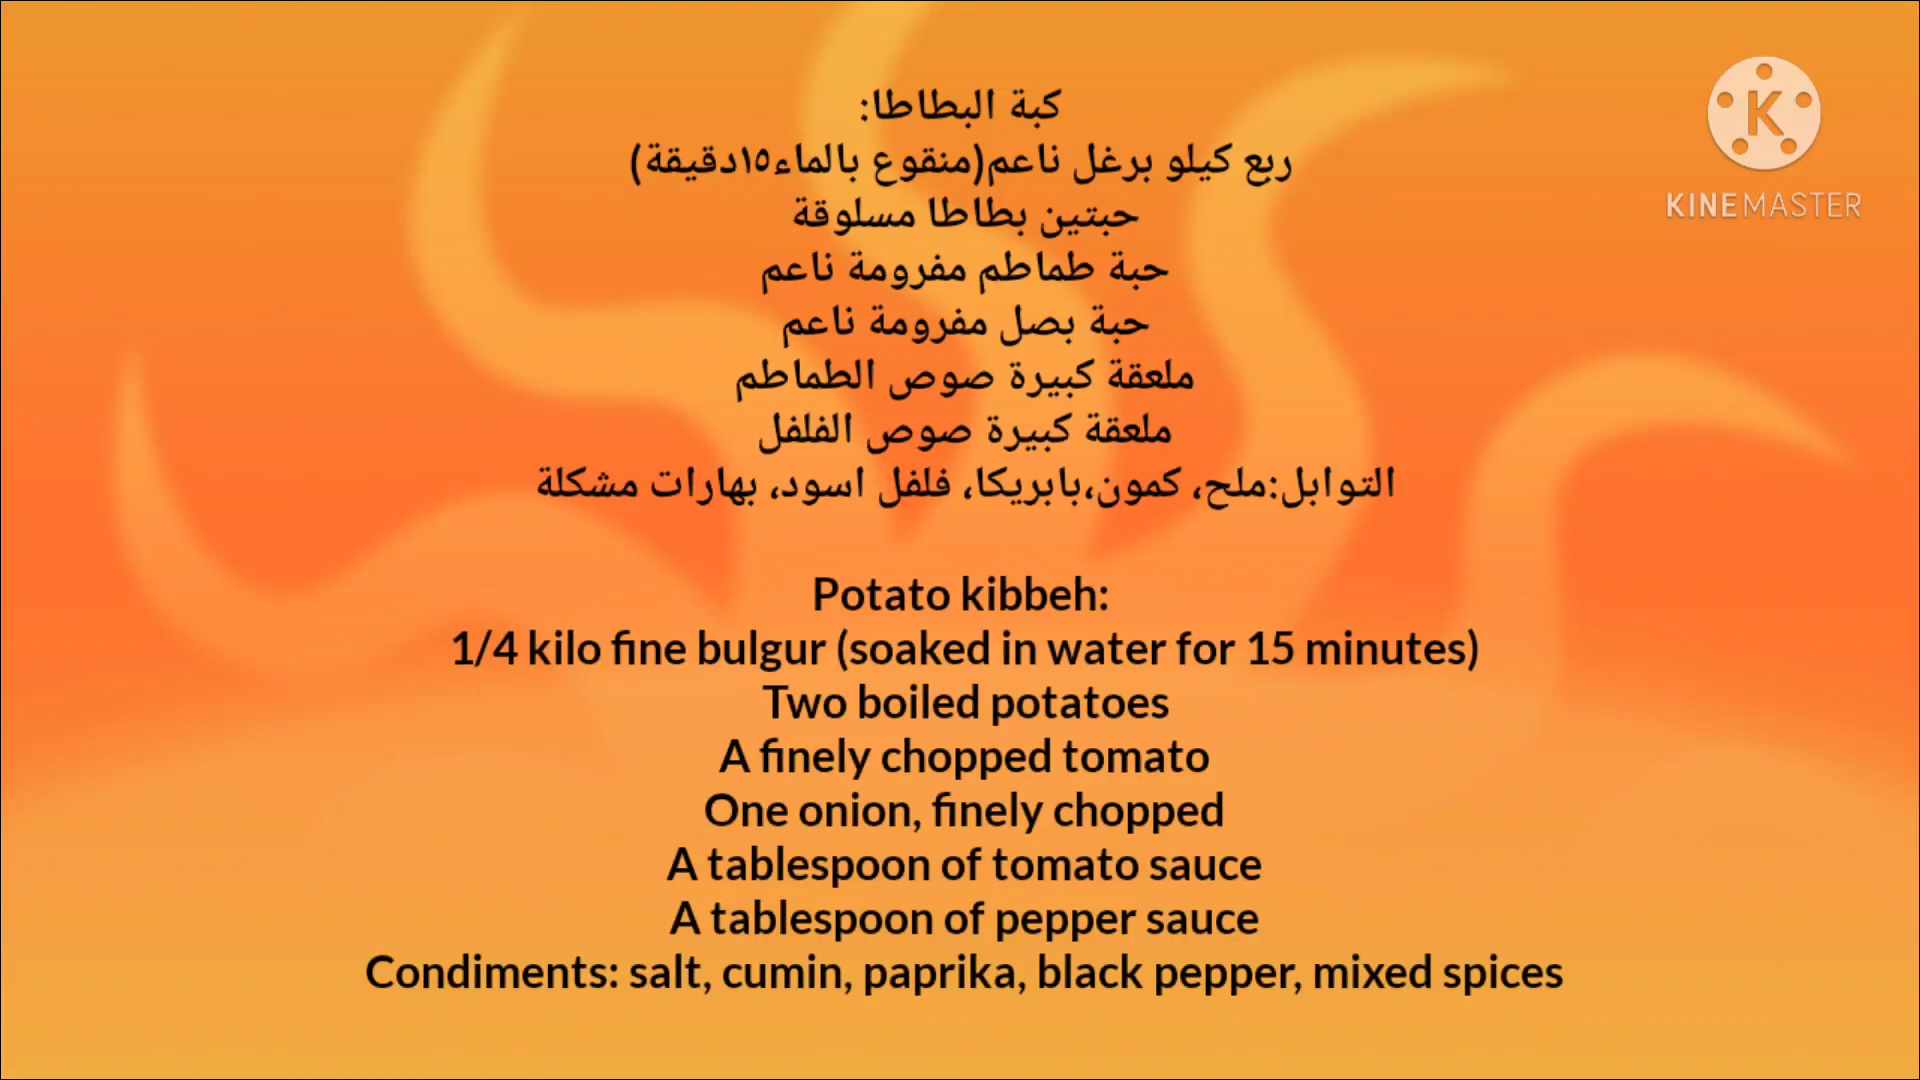 كبة البطاطا:
ربع كيلو برغل ناعم(منقوع بالماء١٥دقيقة)
حبتين بطاطا مسلوقة
حبة طماطم مفرومة ناعم
حبة بصل مفرومة ناعم
ملعقة كبيرة صوص الطماطم
ملعقة كبيرة صوص الفلفل
التوابل:ملح، كمون،بابريكا، فلفل اسود، بهارات مشكلة
Potato kibbeh:
1/4 kilo fine bulgur (soaked in water for 15 minutes)
Two boiled potatoes
A finely chopped tomato
One onion, finely chopped
A tablespoon of tomato sauce
A tablespoon of pepper sauce
Condiments: salt, cumin, paprika, black pepper, mixed spices
K
KINEMASTER